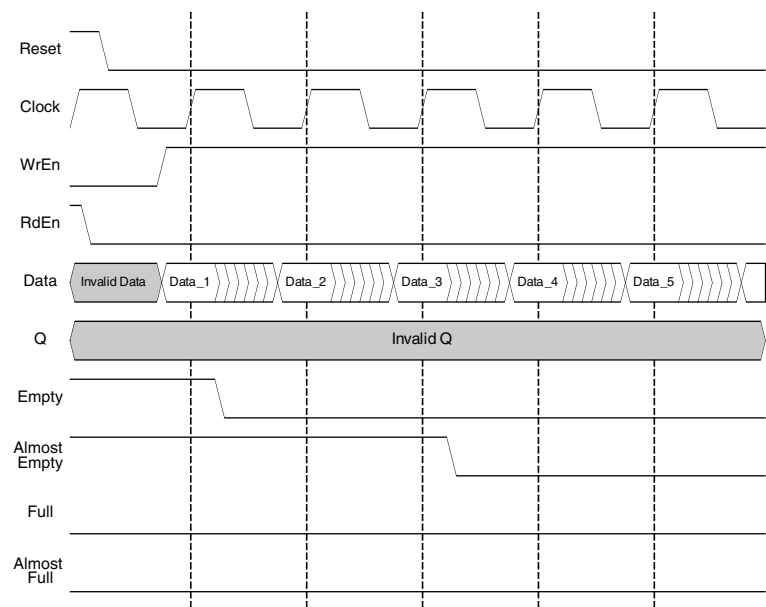 Reset
Clock
WrEn
RdEn
Data
Invalid Data
Data_1
Data_2
Data_3
Data_4
Data_5
Q
Invalid Q
Empty
Almost
Empty
Full
Almost
Full